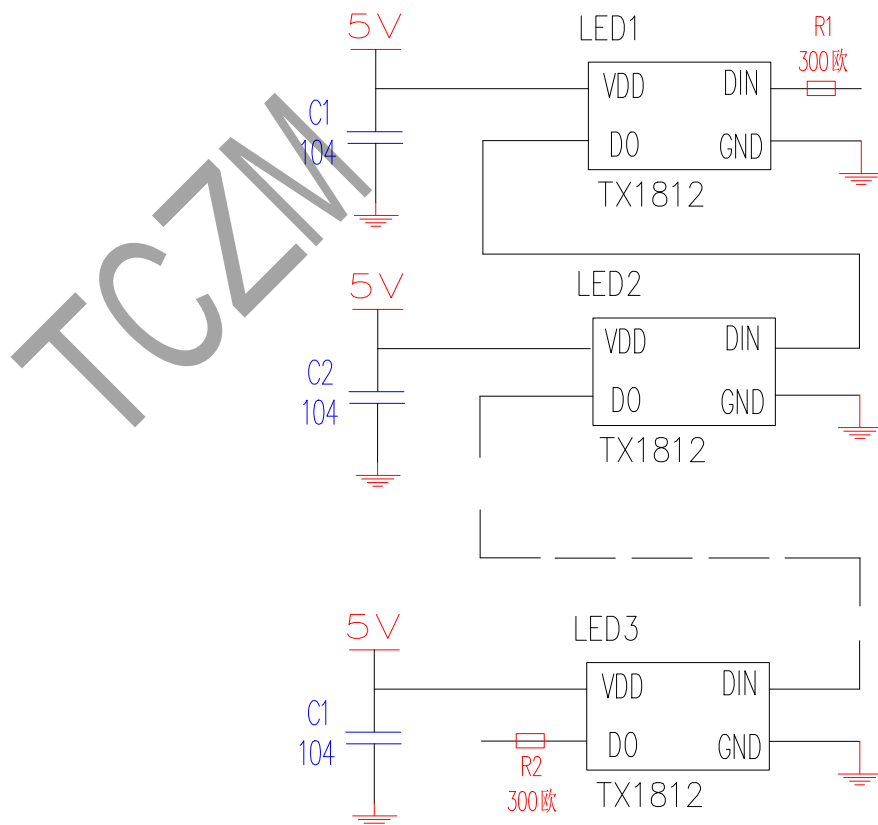 5V
LED1
R1
300欧
VDD
DIN
C1
104
DO
GND
TX1812
TCZM
5V
LED2
VDD
DIN
C2
104
DO
GND
TX1812
5V
LED3
VDD
DIN
C1
104
DO
GND
R2
300欧
TX1812